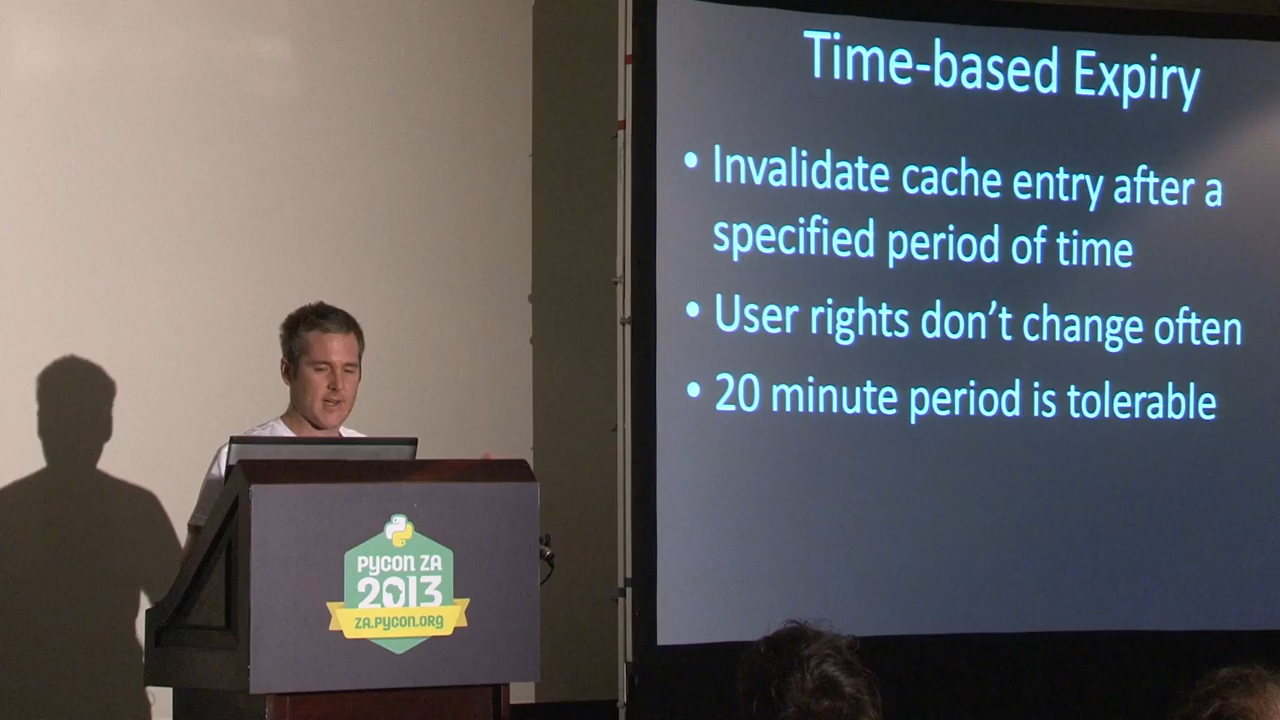 Time-based Expiry
• Invalidate cache entry after a
specified period of time
• User rights don't change often
• 20 minute period is tolerable
PYCON ZA
2013
ZA.PYCON.ORG